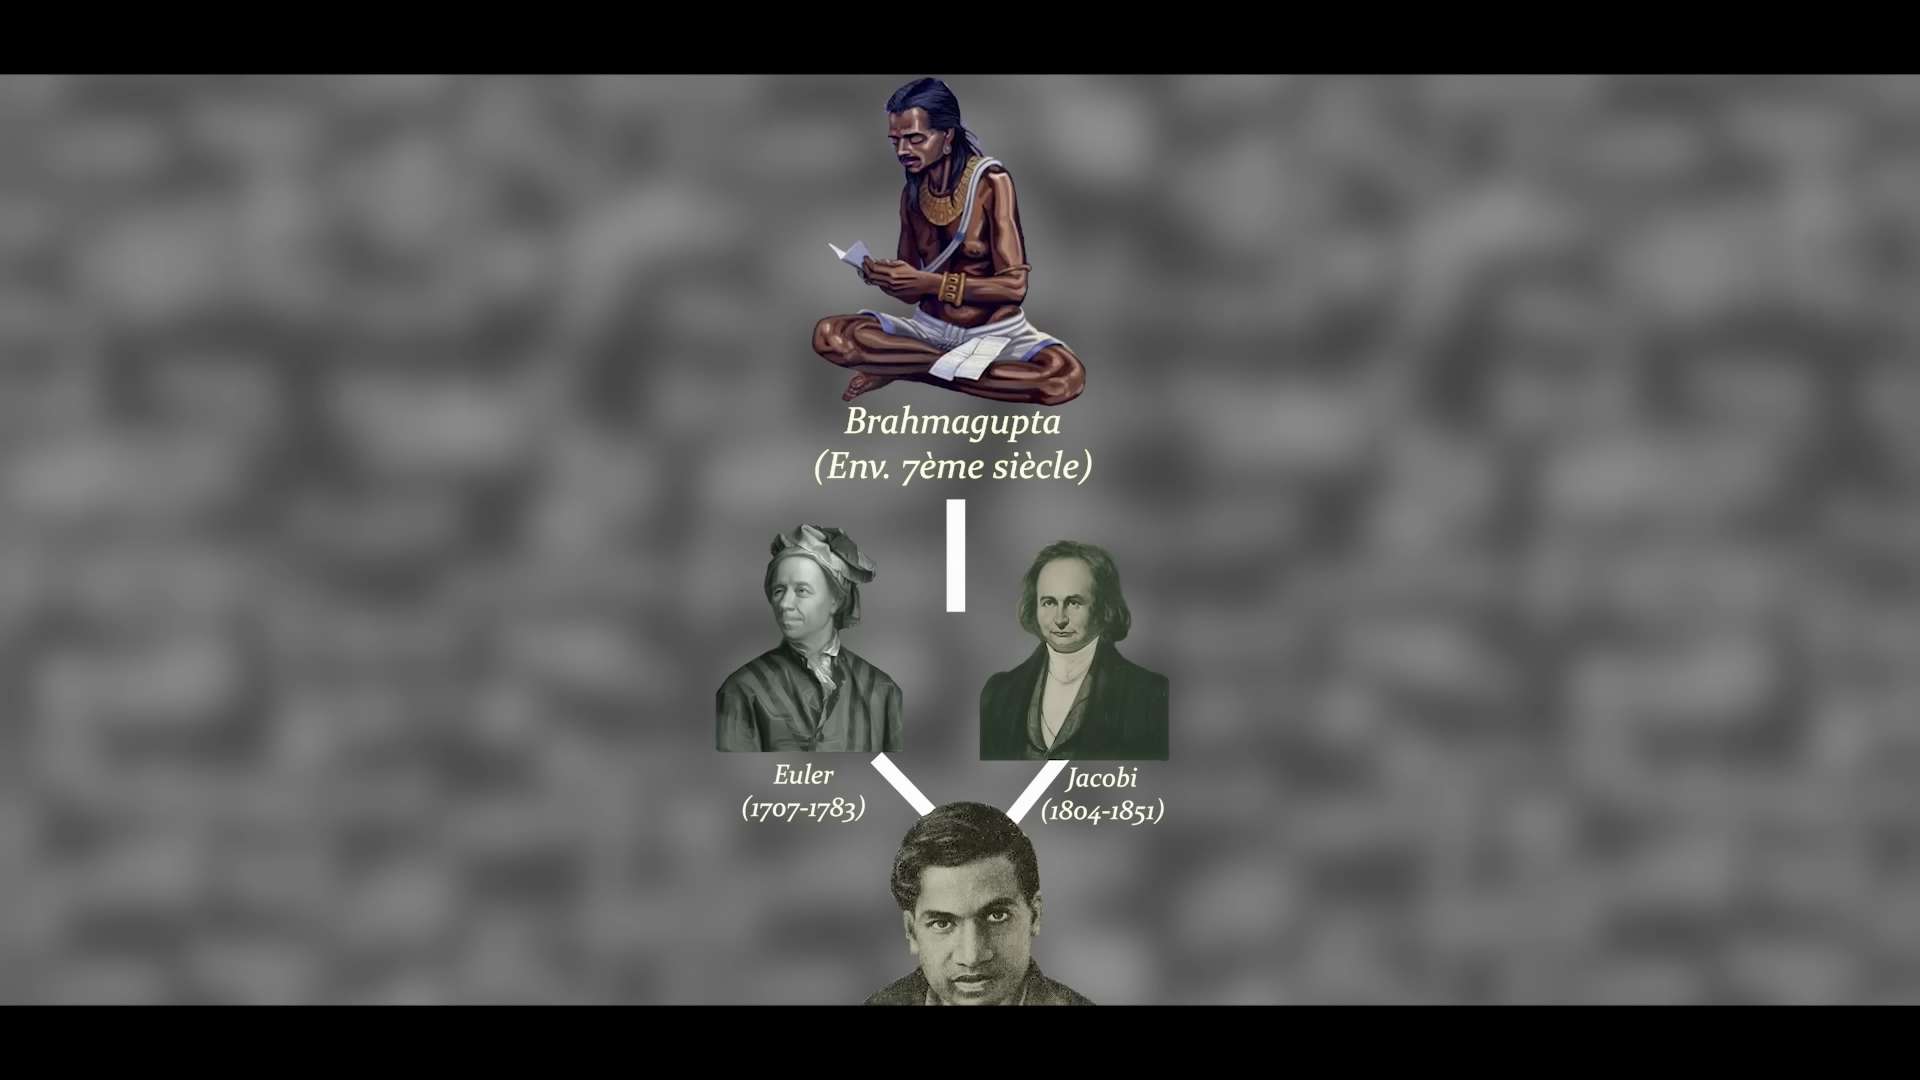 Brahmagupta
(Env. 7ème siècle)
Euler
(1707-1783)
Jacobi
(1804-1851)